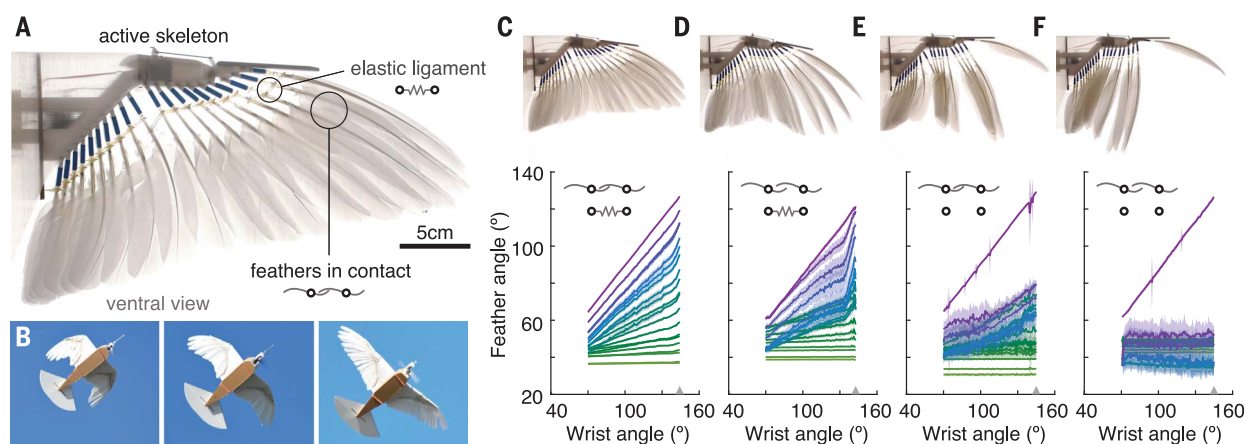 A
active skeleton
elastic ligament
feathers in contact
5cm
ventral view
B
C
D
E
F
Feather angle (º)
140
100
60
20
40
100
160
Wrist angle (º)
40
100
160
Wrist angle (º)
40
100
160
Wrist angle (º)
40
100
160
Wrist angle (º)